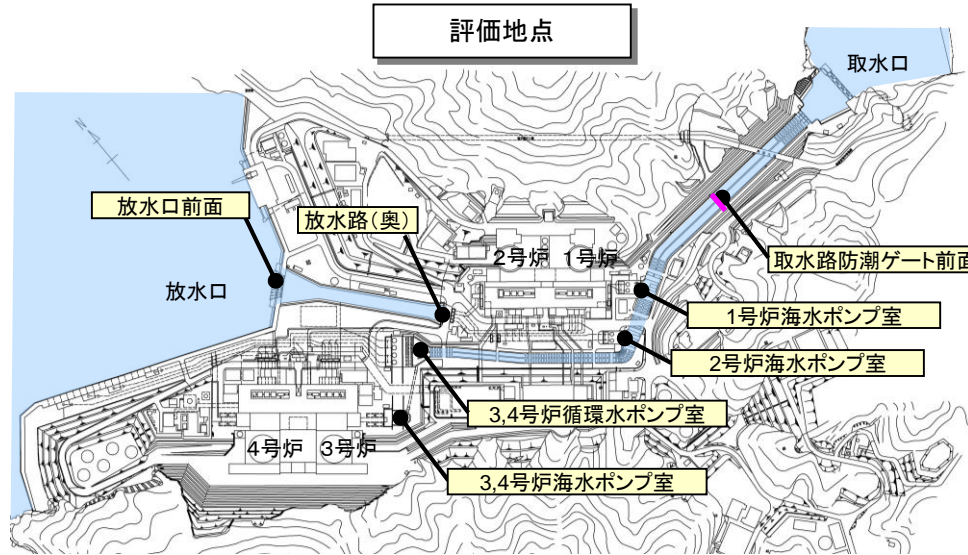 評価地点
取水口
放水口前面
放水路(奥)
2号炉
1号炉
取水路防潮ゲート前面
放水口
1号炉海水ポンプ室
2号炉海水ポンプ室
3,4号炉循環水ポンプ室
4号炉
3号炉
3,4号炉海水ポンプ室